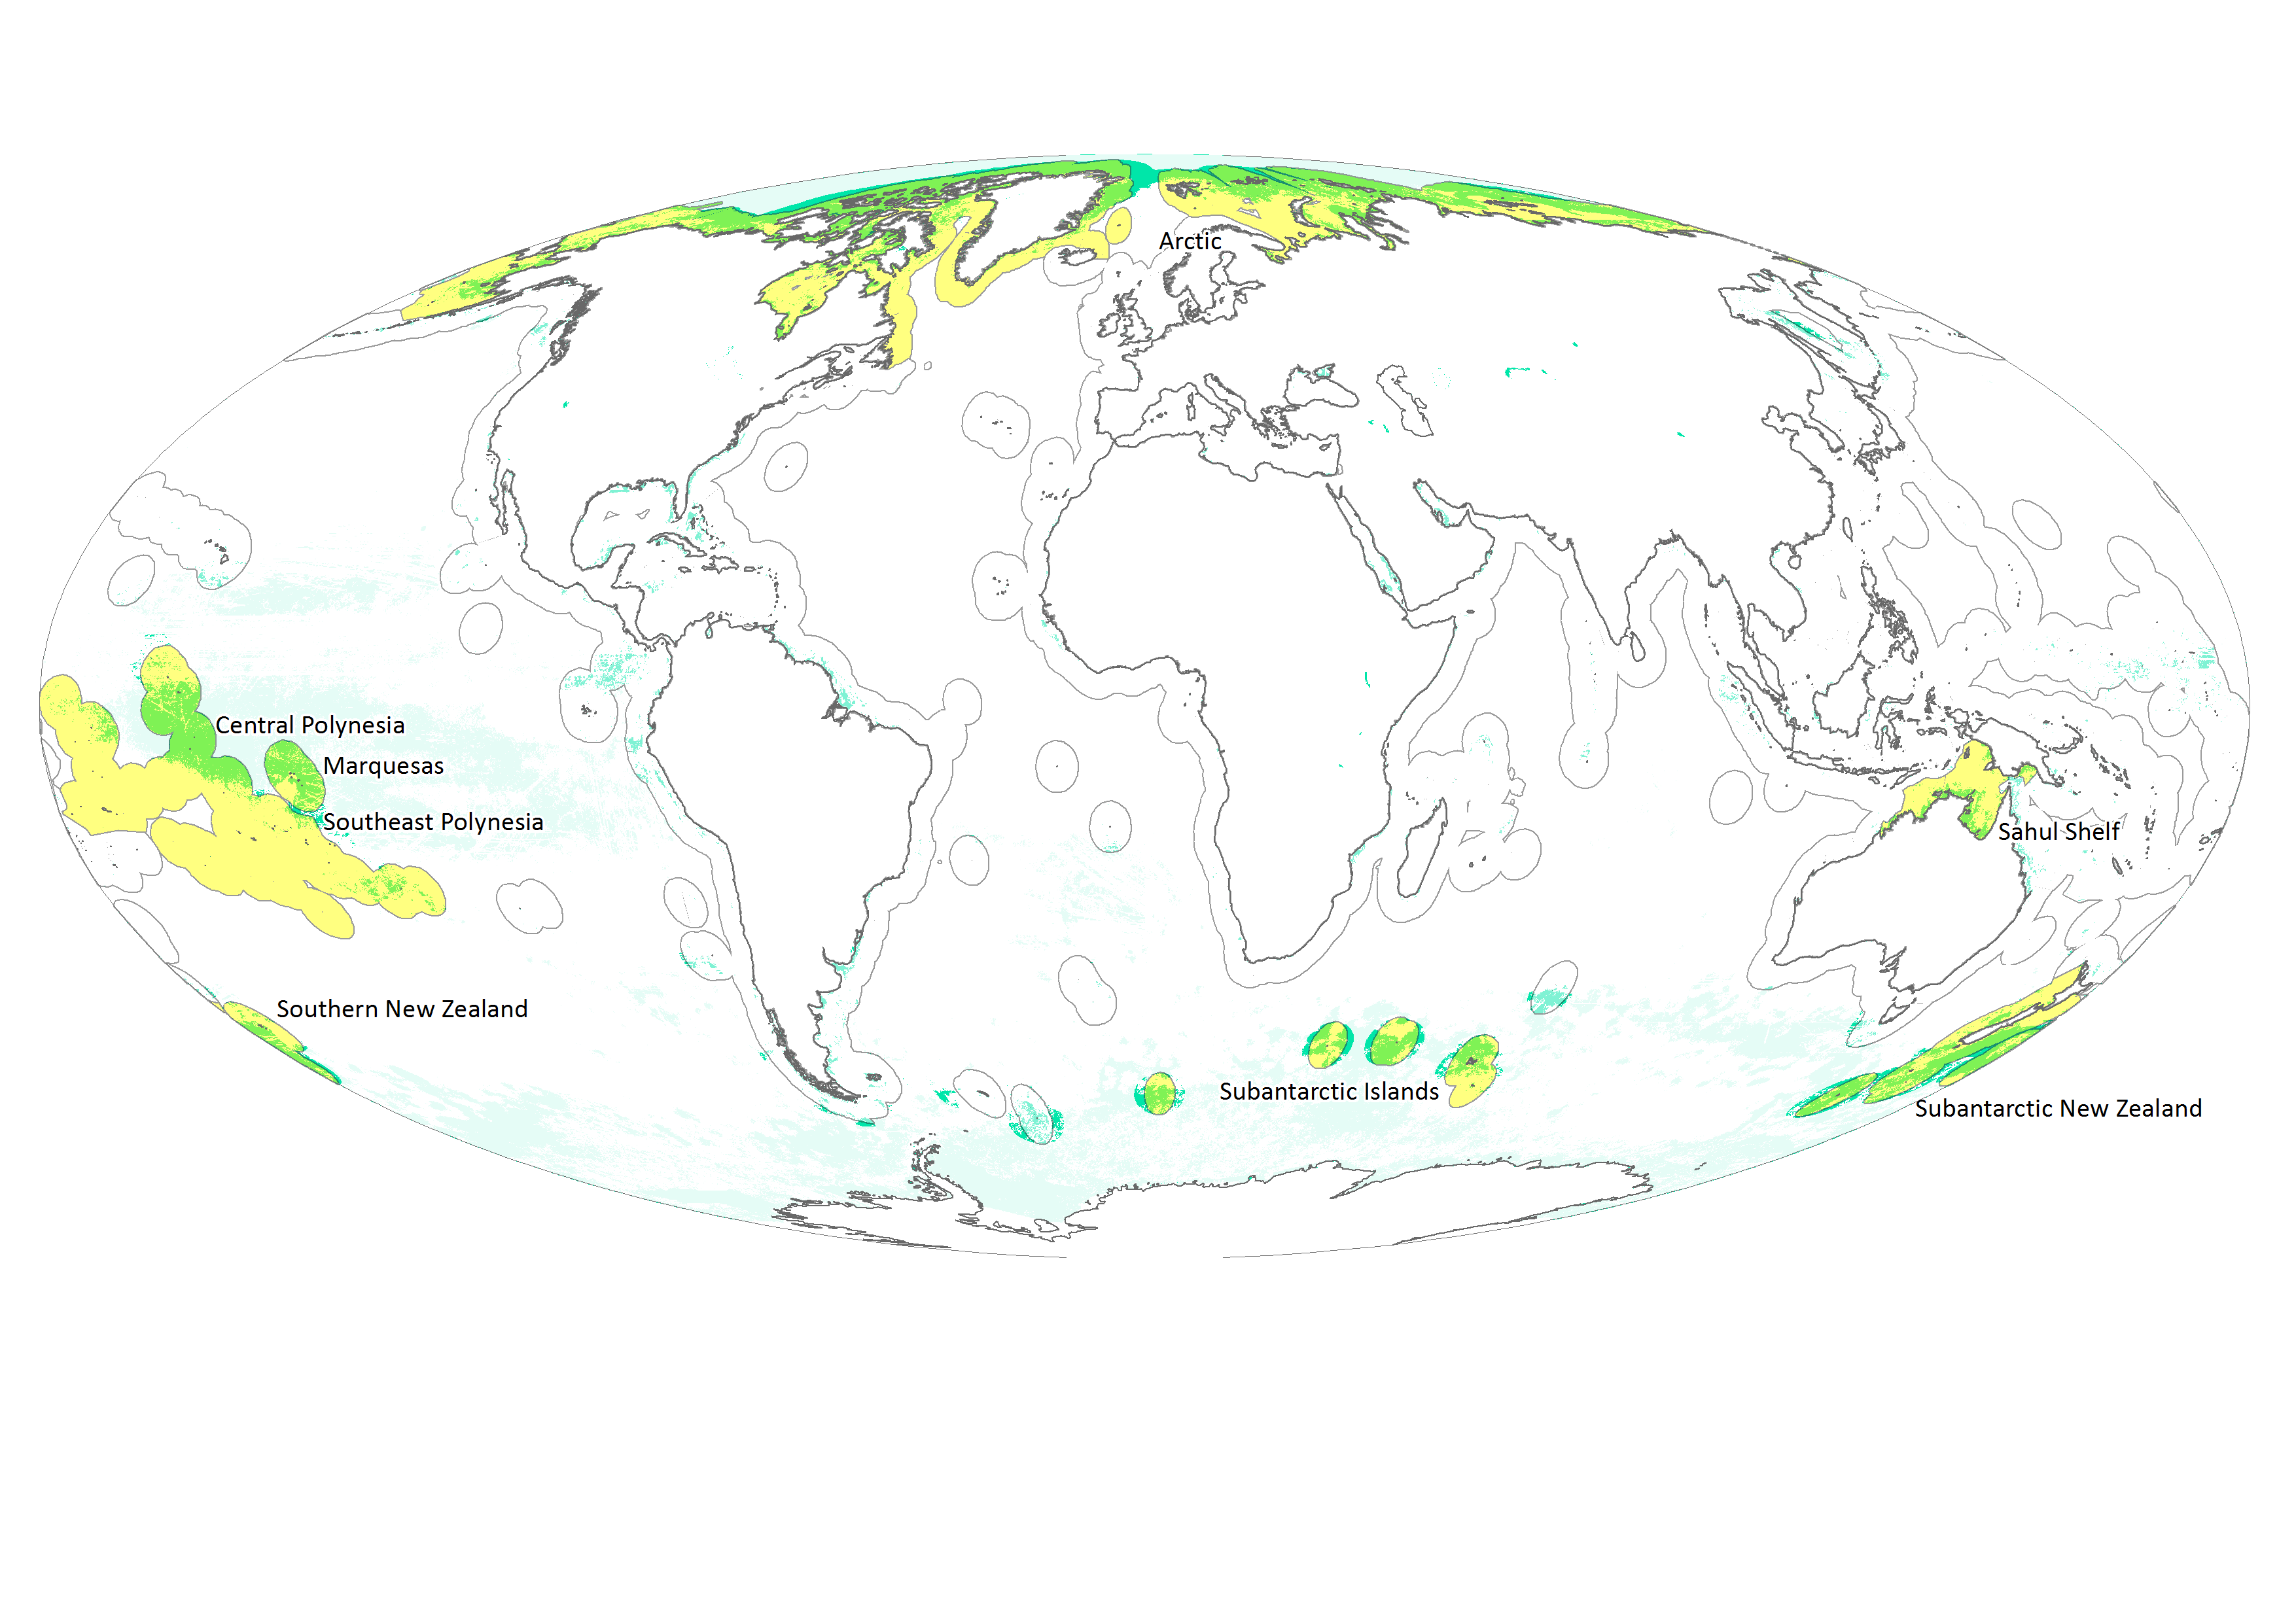 Arctic
Central Polynesia
Marquesas
Southeast Polynesia
Sahul Shelf
Southern New Zealand
Subantarctic Islands
Subantarctic New Zealand